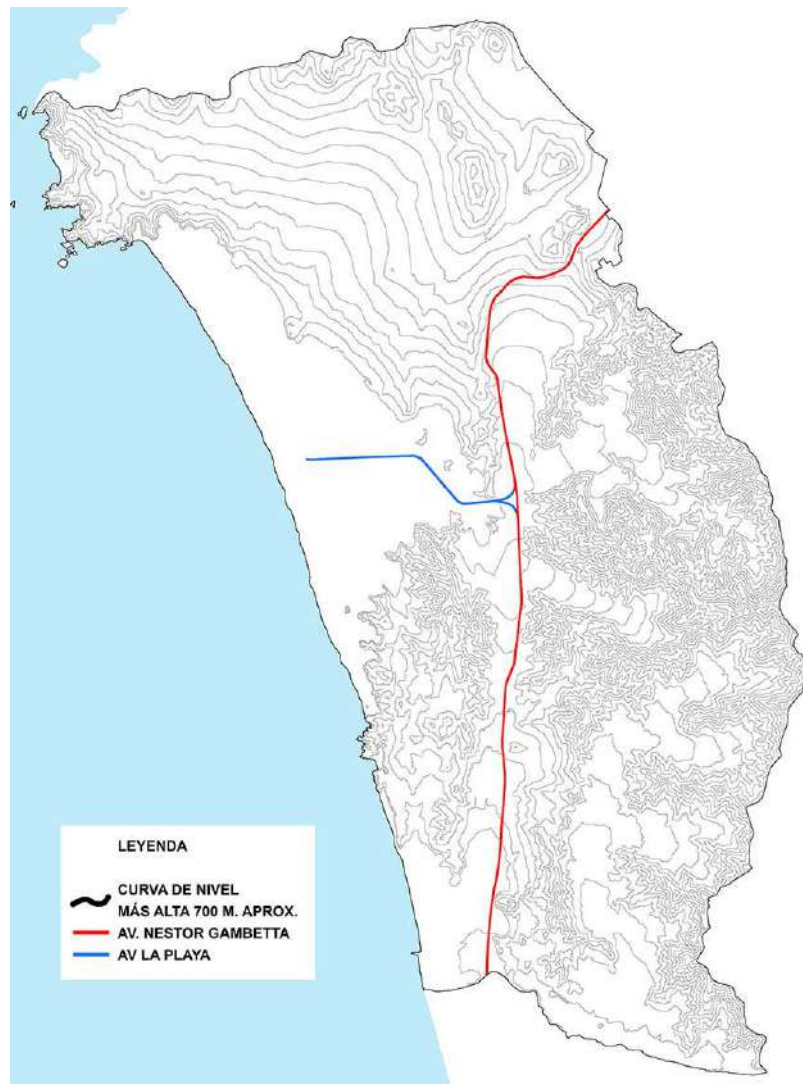 LEYENDA
CURVA DE NIVEL
MÁS ALTA 700 M. APROX.
AV. NESTOR GAMBETTA
AV LA PLAYA